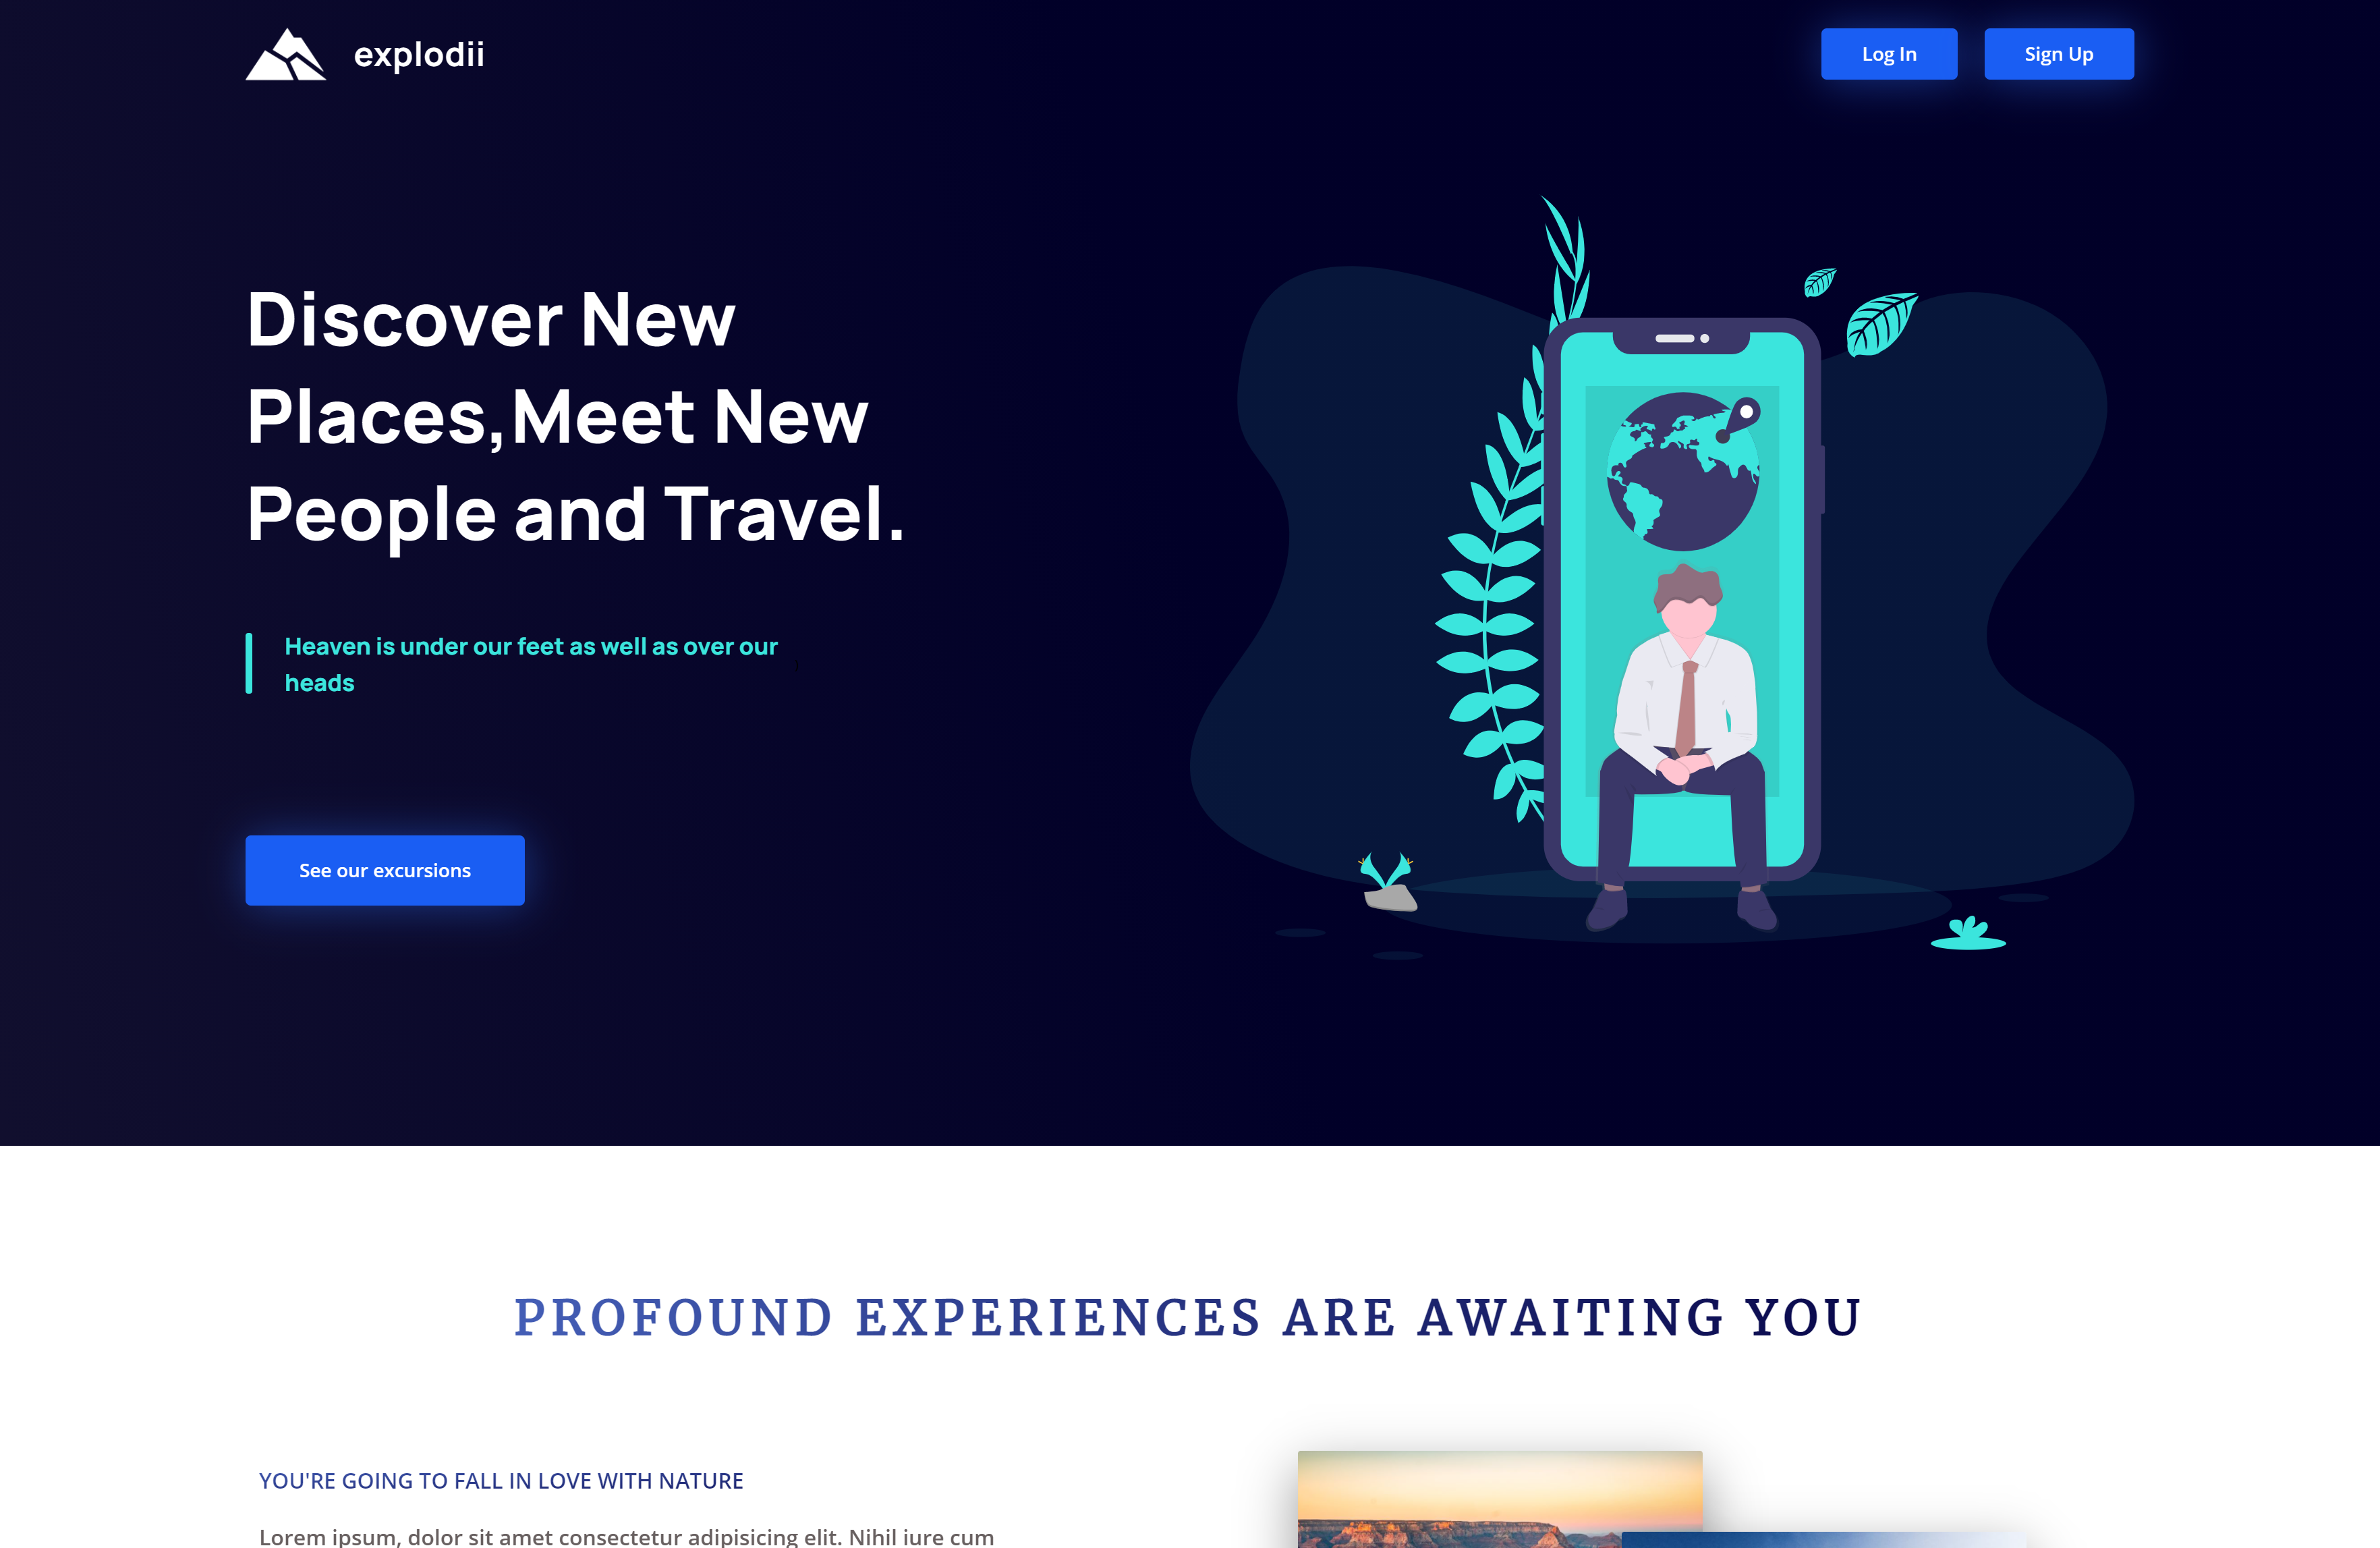 explodii
Log In
Sign Up
Discover New
Places,Meet New
People and Travel.
Heaven is under our feet as well as over our
heads
See our excursions
PROFOUND EXPERIENCES ARE AWAITING YOU
YOU'RE GOING TO FALL IN LOVE WITH NATURE
Lorem ipsum, dolor sit amet consectetur adipisicing elit. Nihil iure cum